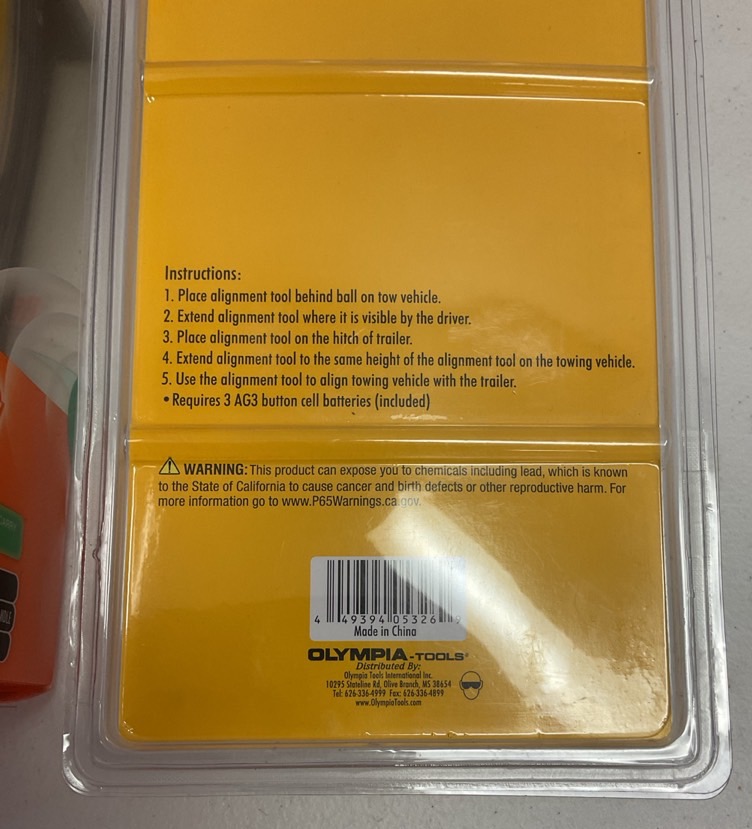 Instructions:
1. Place alignment tool behind ball on tow vehicle.
2. Extend alignment tool where it is visible by the driver.
3. Place alignment tool on the hitch of trailer.
4. Extend alignment tool to the same height of the alignment tool on the towing vehicle.
5. Use the alignment tool to align towing vehicle with the trailer.
• Requires 3 AG3 button cell batteries (included)
⚠ WARNING: This product can expose you to chemicals including lead, which is known
to the State of California to cause cancer and birth defects or other reproductive harm. For
more information go to www.P65Warnings.ca.gov.
4 49394 05326 9
Made in China
OLYMPIA-TOOLS®
Distributed By:
Olympia Tools International Inc.
10295 Stateline Rd, Olive Branch, MS 38654
Tel: 626-336-4999 Fax: 626-336-4899
www.OlympiaTools.com